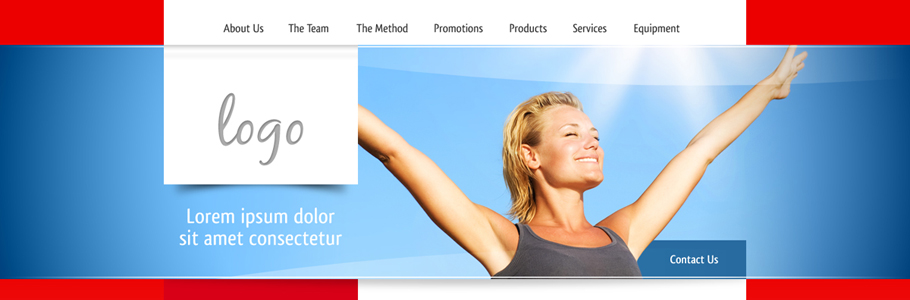 About Us The Team The Method Promotions Products Services Equipment
logo
Lorem ipsum dolor
sit amet consectetur
Contact Us